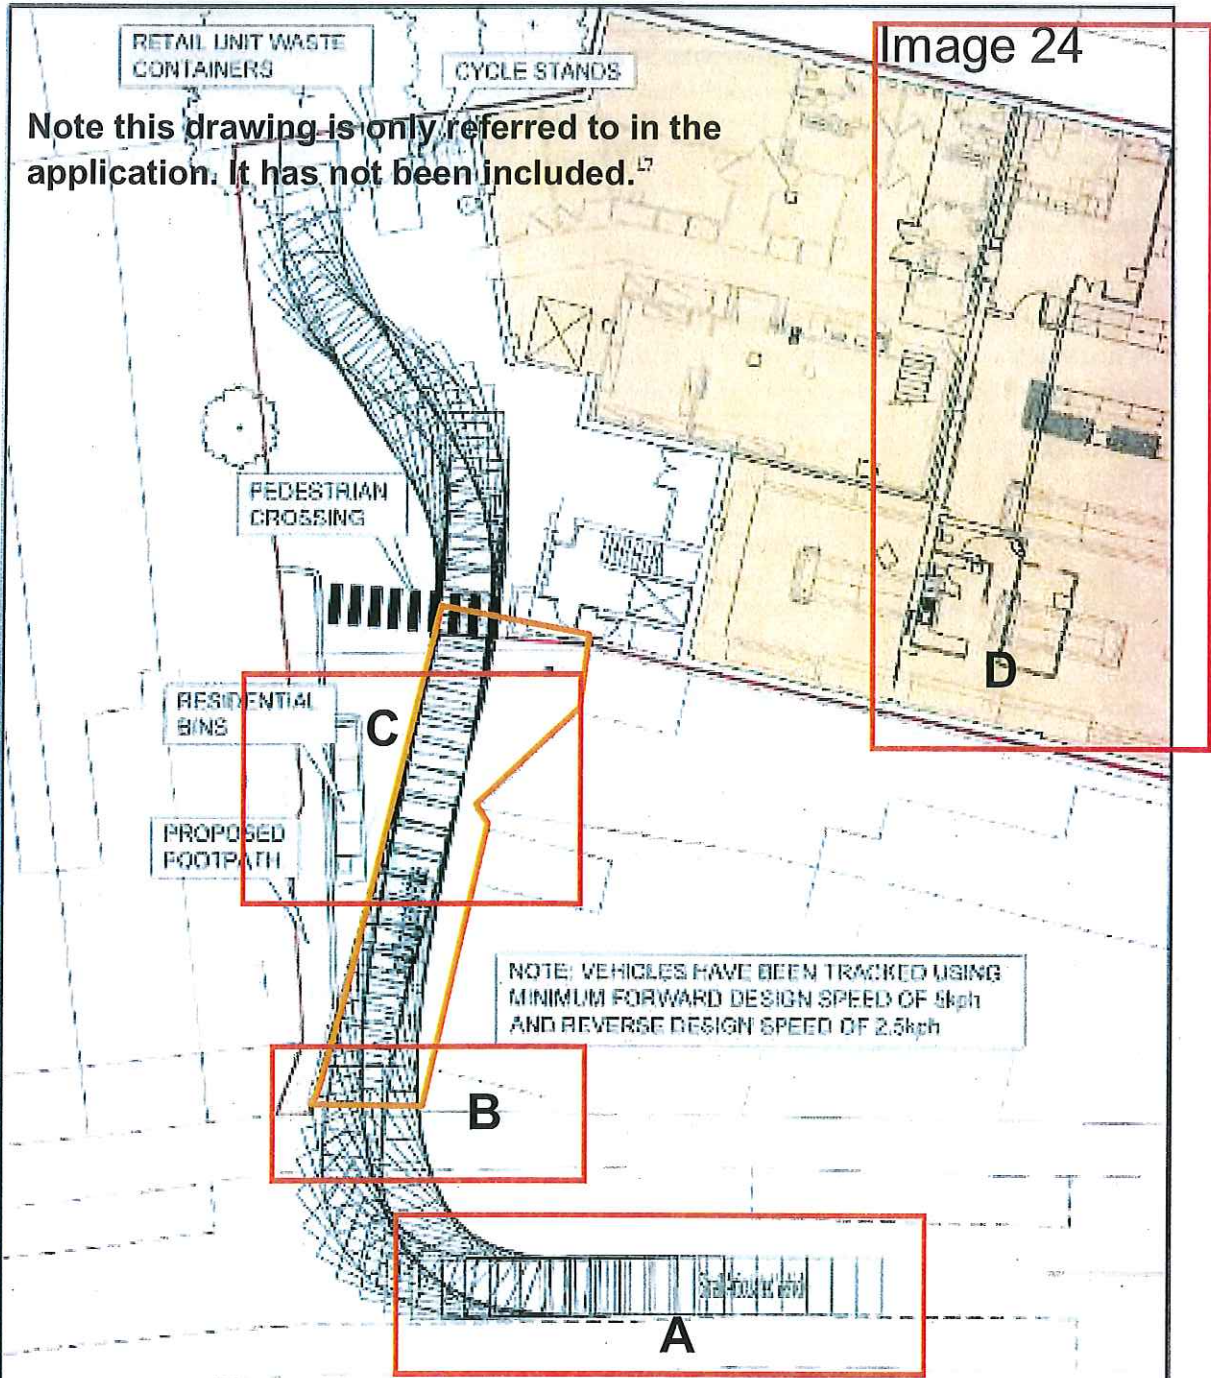 Image 24
RETAIL UNIT WASTE
CONTAINERS
CYCLE STANDS
Note this drawing is only referred to in the
application. It has not been included.
PEDESTRIAN
CROSSING
D
RESIDENTIAL
BINS
C
PROPOSED
FOOTPATH
NOTE: VEHICLES HAVE BEEN TRACKED USING
MINIMUM FORWARD DESIGN SPEED OF 5kph
AND REVERSE DESIGN SPEED OF 2.5kph
B
A